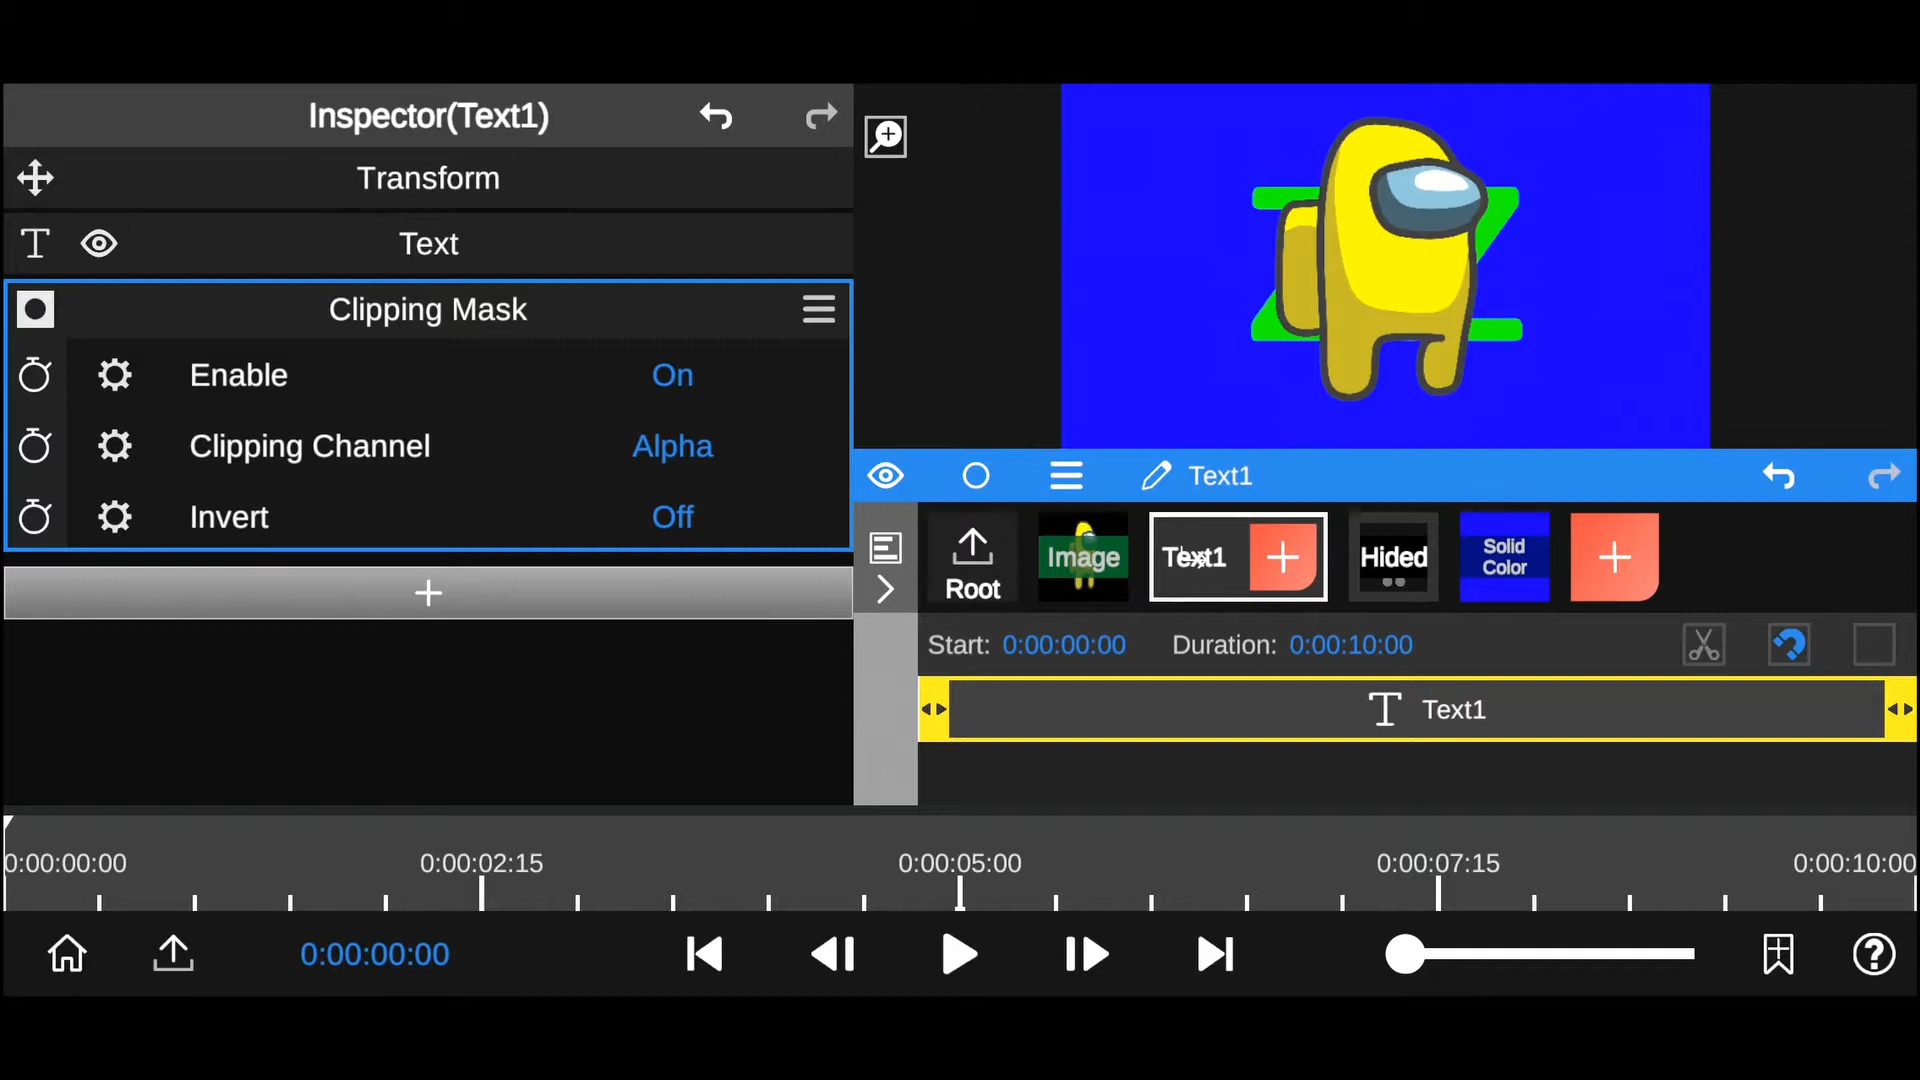 Inspector(Text1)
Transform
Text
Clipping Mask
Enable On
Clipping Channel Alpha
Invert Off
Z
Text1
Root
Image
Text1
Hided
Solid
Color
Start: 0:00:00:00 Duration: 0:00:10:00
Text1
0:00:00:00 0:00:02:15 0:00:05:00 0:00:07:15 0:00:10:00
0:00:00:00